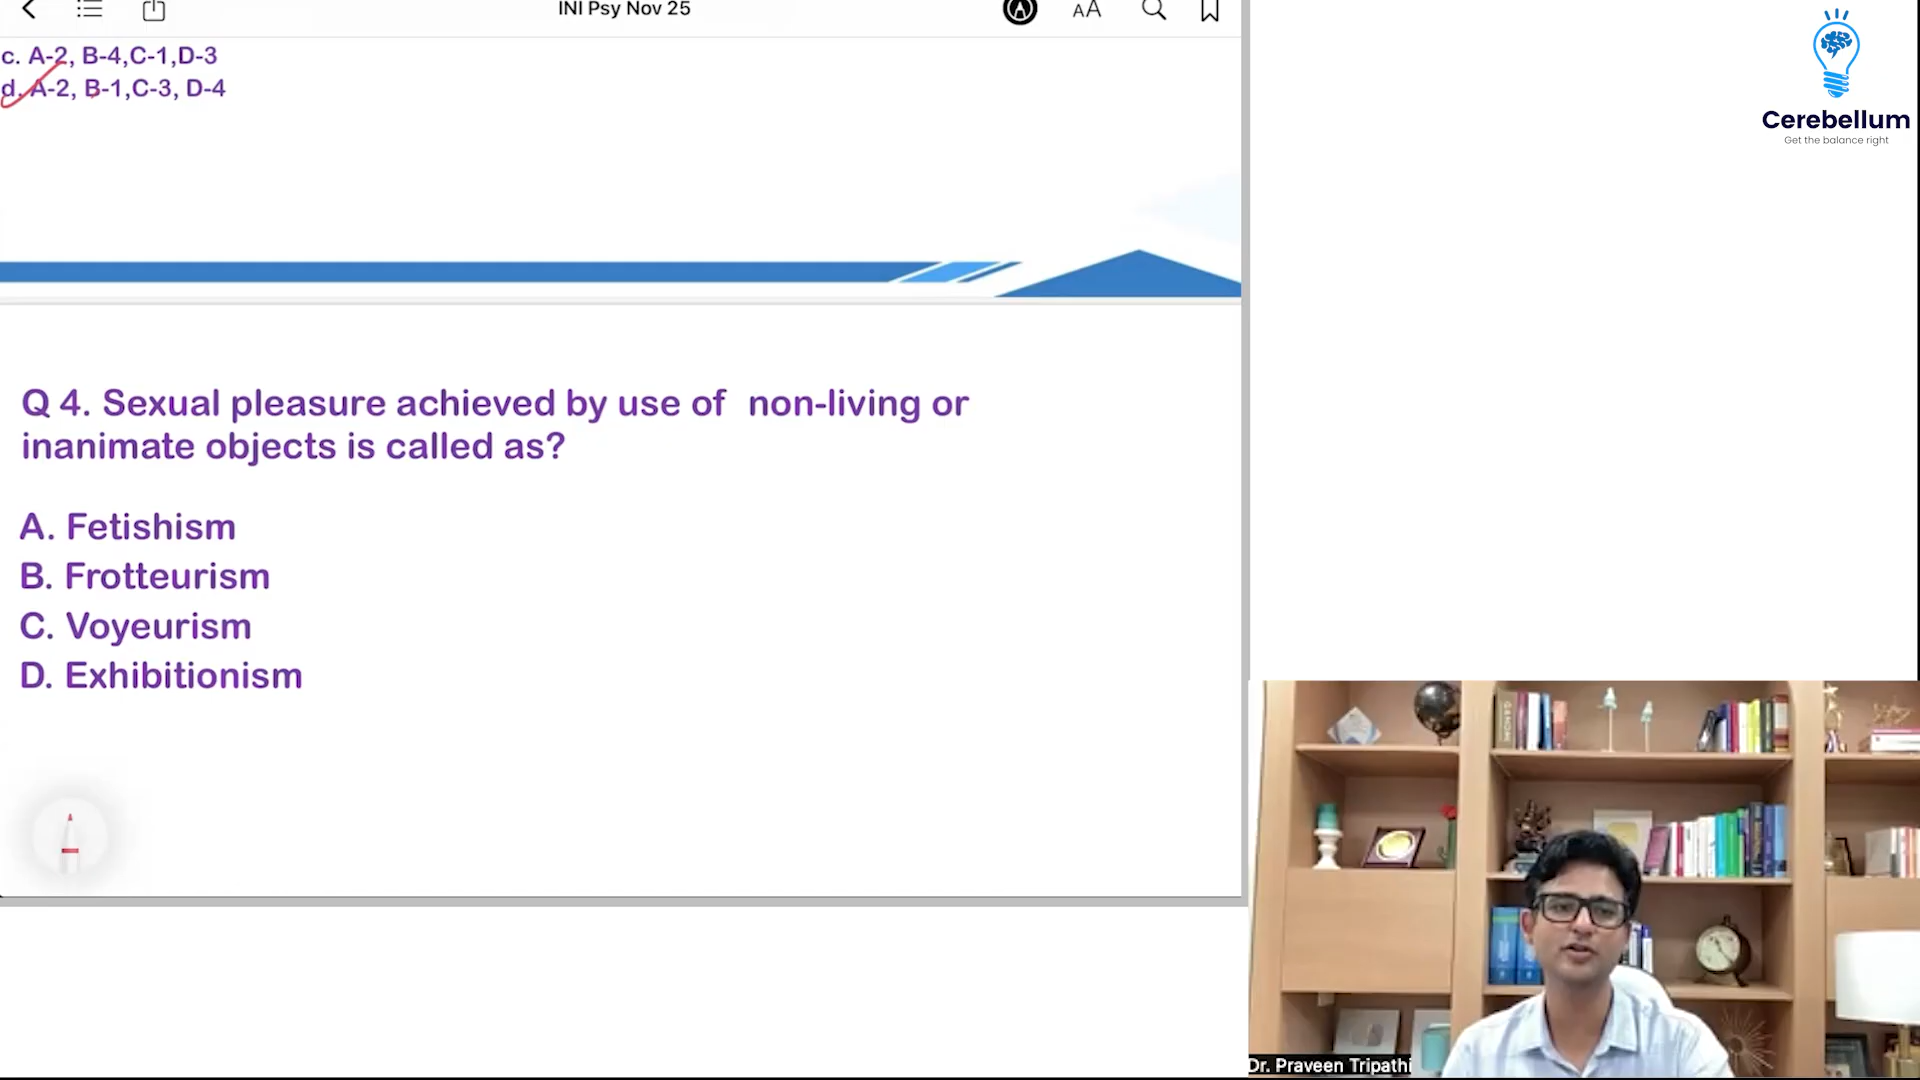 INI Psy Nov 25
AA
c. A-2, B-4,C-1,D-3
d. A-2, B-1,C-3, D-4
Cerebellum
Get the balance right
Q 4. Sexual pleasure achieved by use of non-living or
inanimate objects is called as?
A. Fetishism
B. Frotteurism
C. Voyeurism
D. Exhibitionism
Dr. Praveen Tripathi